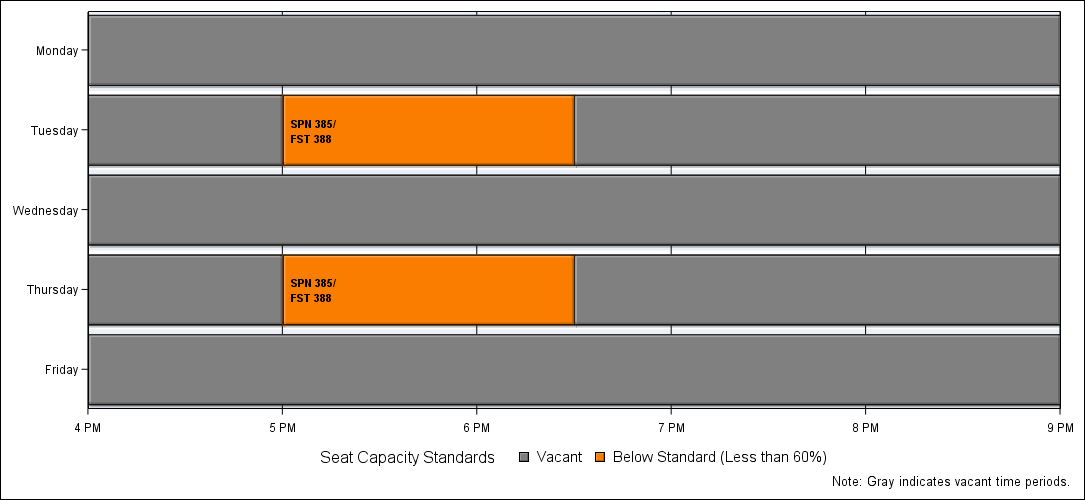 Monday
Tuesday
SPN 385/
FST 388
Wednesday
Thursday
SPN 385/
FST 388
Friday
4 PM 5 PM 6 PM 7 PM 8 PM 9 PM
Seat Capacity Standards Vacant Below Standard (Less than 60%)
Note: Gray indicates vacant time periods.